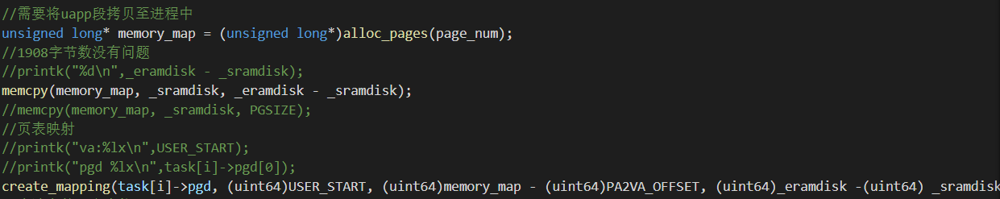 //需要将uapp段拷贝至进程中
unsigned long* memory_map = (unsigned long*)alloc_pages(page_num);
//1908字节数没有问题
//printk("%d\n",_eramdisk - _sramdisk);
memcpy(memory_map, _sramdisk, _eramdisk - _sramdisk);
//memcpy(memory_map, _sramdisk, PGSIZE);
//页表映射
//printk("va:%lx\n",USER_START);
//printk("pgd %lx\n",task[i]->pgd[0]);
create_mapping(task[i]->pgd, (uint64)USER_START, (uint64)memory_map - (uint64)PA2VA_OFFSET, (uint64)_eramdisk -(uint64) _sramdisk